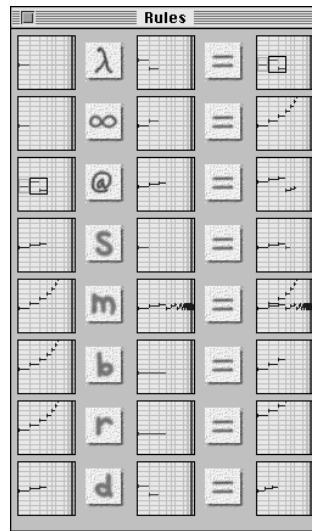 Rules
λ =
∞ =
@ =
S =
m =
b =
r =
d =